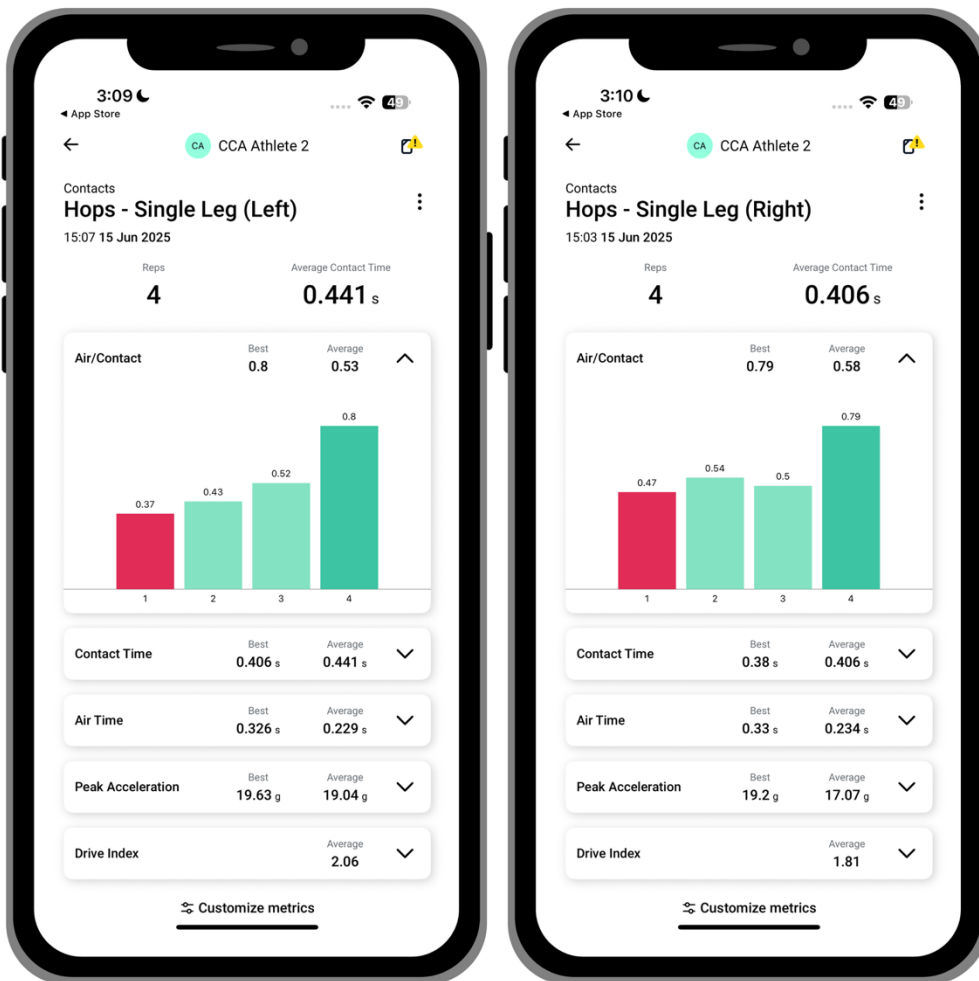 3:09
49
◀ App Store
CA CCA Athlete 2
Contacts
Hops - Single Leg (Left)
15:07 15 Jun 2025
Reps Average Contact Time
4 0.441 s
Air/Contact
Best Average
0.8 0.53
0.8
0.52
0.43
0.37
1 2 3 4
Contact Time
Best Average
0.406 s 0.441 s
Air Time
Best Average
0.326 s 0.229 s
Peak Acceleration
Best Average
19.63 g 19.04 g
Drive Index
Average
2.06
Customize metrics
3:10
49
◀ App Store
CA CCA Athlete 2
Contacts
Hops - Single Leg (Right)
15:03 15 Jun 2025
Reps Average Contact Time
4 0.406 s
Air/Contact
Best Average
0.79 0.58
0.79
0.54
0.5
0.47
1 2 3 4
Contact Time
Best Average
0.38 s 0.406 s
Air Time
Best Average
0.33 s 0.234 s
Peak Acceleration
Best Average
19.2 g 17.07 g
Drive Index
Average
1.81
Customize metrics